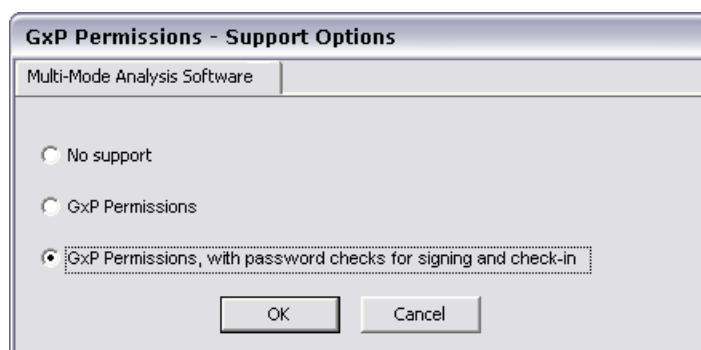 GxP Permissions - Support Options
Multi-Mode Analysis Software
No support
GxP Permissions
GxP Permissions, with password checks for signing and check-in
OK
Cancel